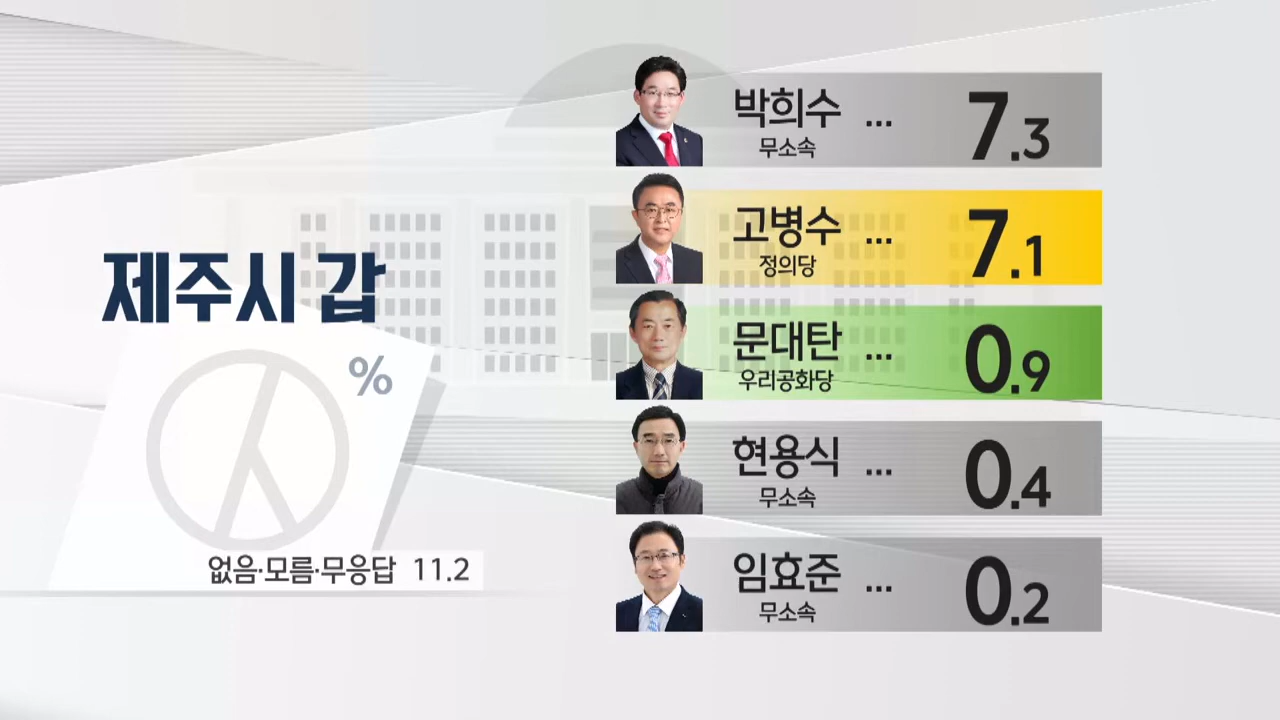 제주시 갑
%
없음·모름·무응답 11.2
박희수 ... 7.3
무소속
고병수 ... 7.1
정의당
문대탄 ... 0.9
우리공화당
현용식 ... 0.4
무소속
임효준 ... 0.2
무소속